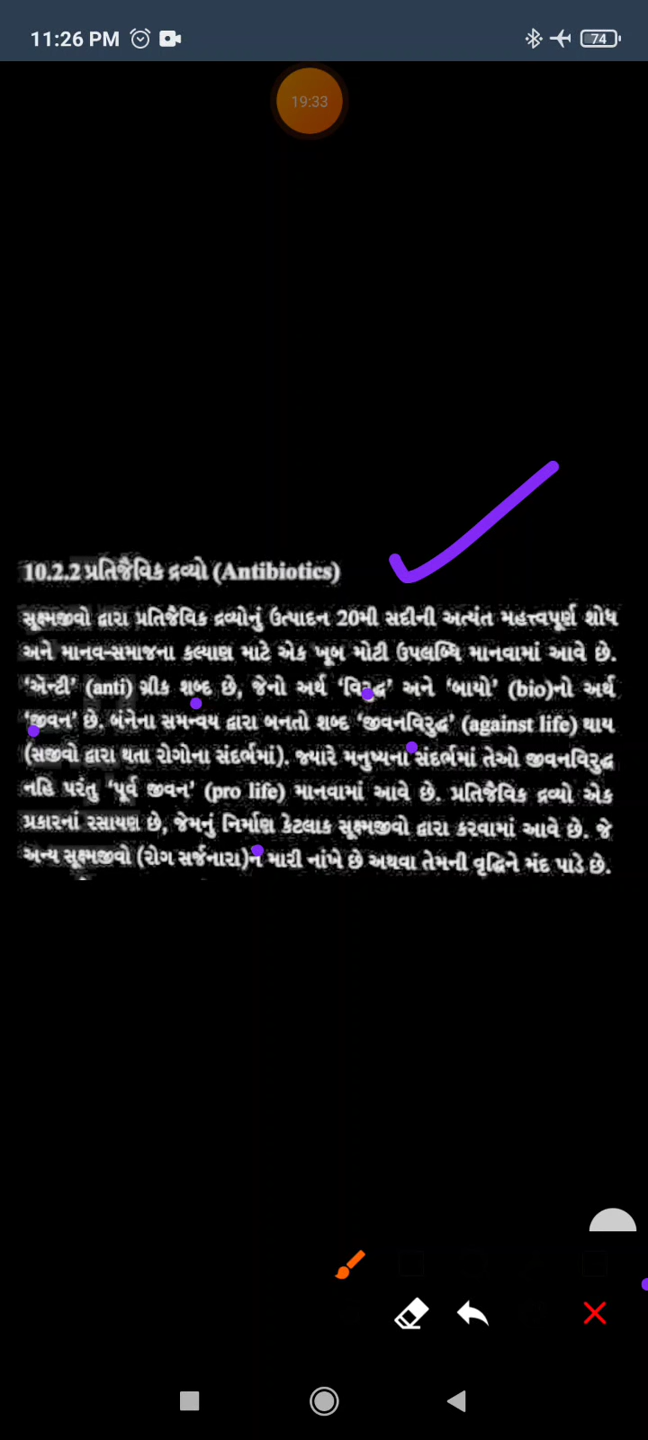 11:26 PM
74
19:33
10.2.2 પ્રતિજૈવિક દ્રવ્યો (Antibiotics)
સૂક્ષ્મજીવો દ્વારા પ્રતિજૈવિક દ્રવ્યોનું ઉત્પાદન 20મી સદીની અત્યંત મહત્ત્વપૂર્ણ શોધ
અને માનવ-સમાજના કલ્યાણ માટે એક ખૂબ મોટી ઉપલબ્ધિ માનવામાં આવે છે.
‘ઍન્ટી’ (anti) ગ્રીક શબ્દ છે, જેનો અર્થ ‘વિરુદ્ધ’ અને ‘બાયો’ (bio)નો અર્થ
‘જીવન’ છે. બંનેના સમન્વય દ્વારા બનતો શબ્દ ‘જીવનવિરુદ્ધ’ (against life) થાય
(સજીવો દ્વારા થતા રોગોના સંદર્ભમાં). જ્યારે મનુષ્યના સંદર્ભમાં તેઓ જીવનવિરુદ્ધ
નહિ પરંતુ ‘પૂર્વ જીવન’ (pro life) માનવામાં આવે છે. પ્રતિજૈવિક દ્રવ્યો એક
પ્રકારનાં રસાયણ છે, જેમનું નિર્માણ કેટલાક સૂક્ષ્મજીવો દ્વારા કરવામાં આવે છે. જે
અન્ય સૂક્ષ્મજીવો (રોગ સર્જનારા)ને મારી નાંખે છે અથવા તેમની વૃદ્ધિને મંદ પાડે છે.